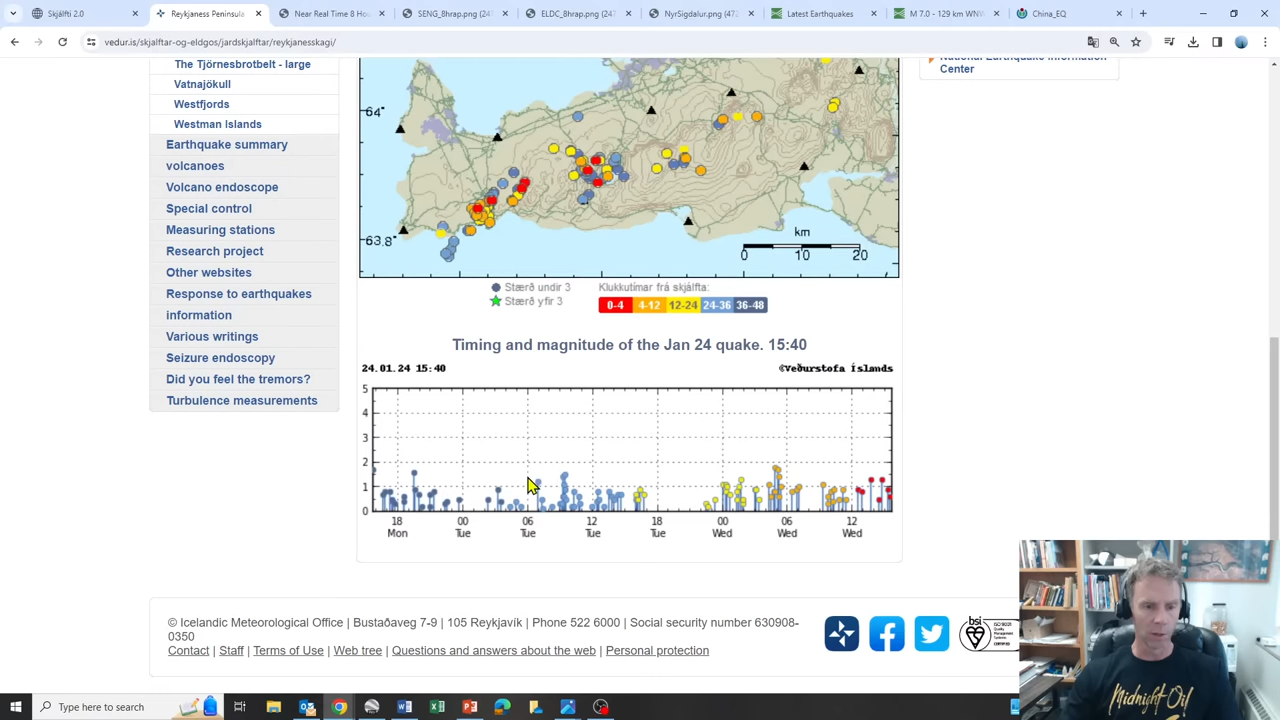 Skjálfti 2.0
Reykjanes Peninsula
Near Real Time 8 Hou
SENG_8hrap.png (24
ELDC_8hrap.png (247
NyrSigdalur.png (472
Latest Earthquakes
M 7.0 - 129 km WNW
China_EQ
vedur.is/skjalftar-og-eldgos/jardskjalftar/reykjanesskagi/
The Tjörnesbrotbelt - large
Vatnajökull
Westfjords
Westman Islands
Earthquake summary
volcanoes
Volcano endoscope
Special control
Measuring stations
Research project
Other websites
Response to earthquakes
information
Various writings
Seizure endoscopy
Did you feel the tremors?
Turbulence measurements
National Earthquake Information
Center
64°
63.8°
km
0 10 20
Stærð undir 3
Stærð yfir 3
Klukkutímar frá skjálfta:
0-4 4-12 12-24 24-36 36-48
Timing and magnitude of the Jan 24 quake. 15:40
24.01.24 15:40
©Veðurstofa Íslands
5
4
3
2
1
0
18 00 06 12 18 00 06 12
Mon Tue Tue Tue Tue Wed Wed Wed
© Icelandic Meteorological Office | Bustaðaveg 7-9 | 105 Reykjavík | Phone 522 6000 | Social security number 630908-
0350
Contact | Staff | Terms of use | Web tree | Questions and answers about the web | Personal protection
bsi
Midnight Oil
Type here to search